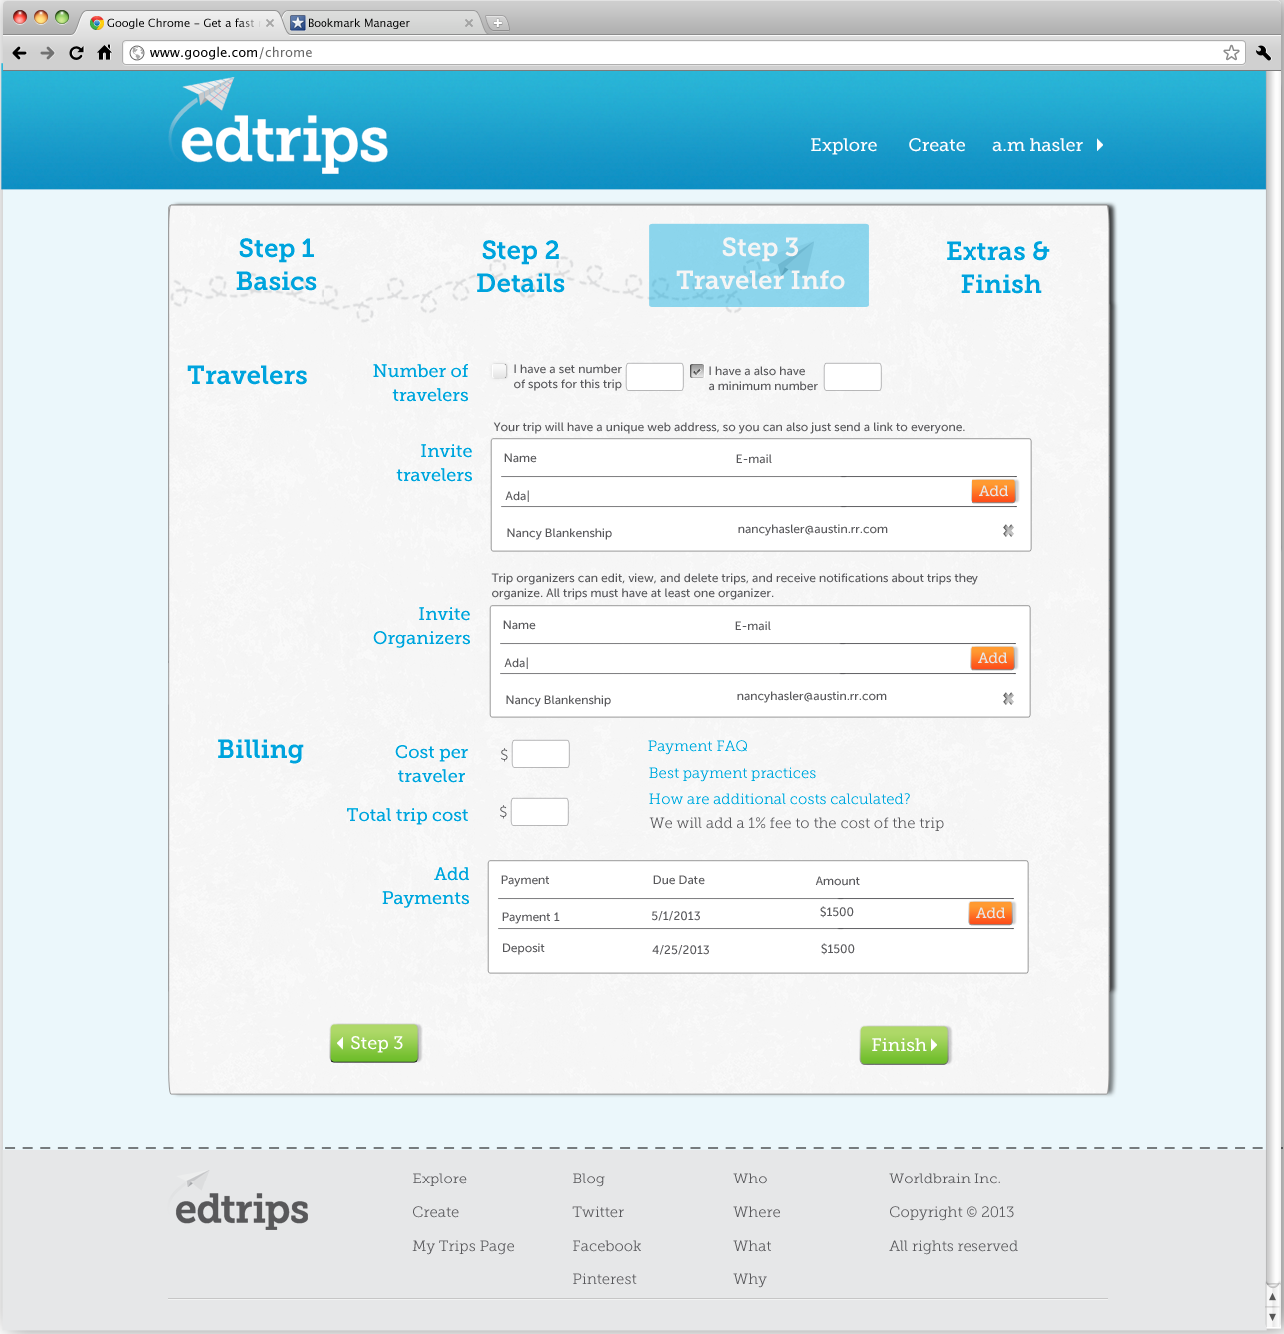 Google Chrome – Get a fast
Bookmark Manager
www.google.com/chrome
edtrips
Explore
Create
a.m hasler
Step 1
Basics
Step 2
Details
Step 3
Traveler Info
Extras &
Finish
Travelers
Number of
travelers
I have a set number
of spots for this trip
I have a also have
a minimum number
Your trip will have a unique web address, so you can also just send a link to everyone.
Invite
travelers
Name E-mail
Ada| Add
Nancy Blankenship nancyhasler@austin.rr.com
Trip organizers can edit, view, and delete trips, and receive notifications about trips they
organize. All trips must have at least one organizer.
Invite
Organizers
Name E-mail
Ada| Add
Nancy Blankenship nancyhasler@austin.rr.com
Billing
Cost per
traveler
$
Total trip cost
$
Payment FAQ
Best payment practices
How are additional costs calculated?
We will add a 1% fee to the cost of the trip
Add
Payments
Payment Due Date Amount
Payment 1 5/1/2013 $1500 Add
Deposit 4/25/2013 $1500
Step 3
Finish
edtrips
Explore
Create
My Trips Page
Blog
Twitter
Facebook
Pinterest
Who
Where
What
Why
Worldbrain Inc.
Copyright © 2013
All rights reserved